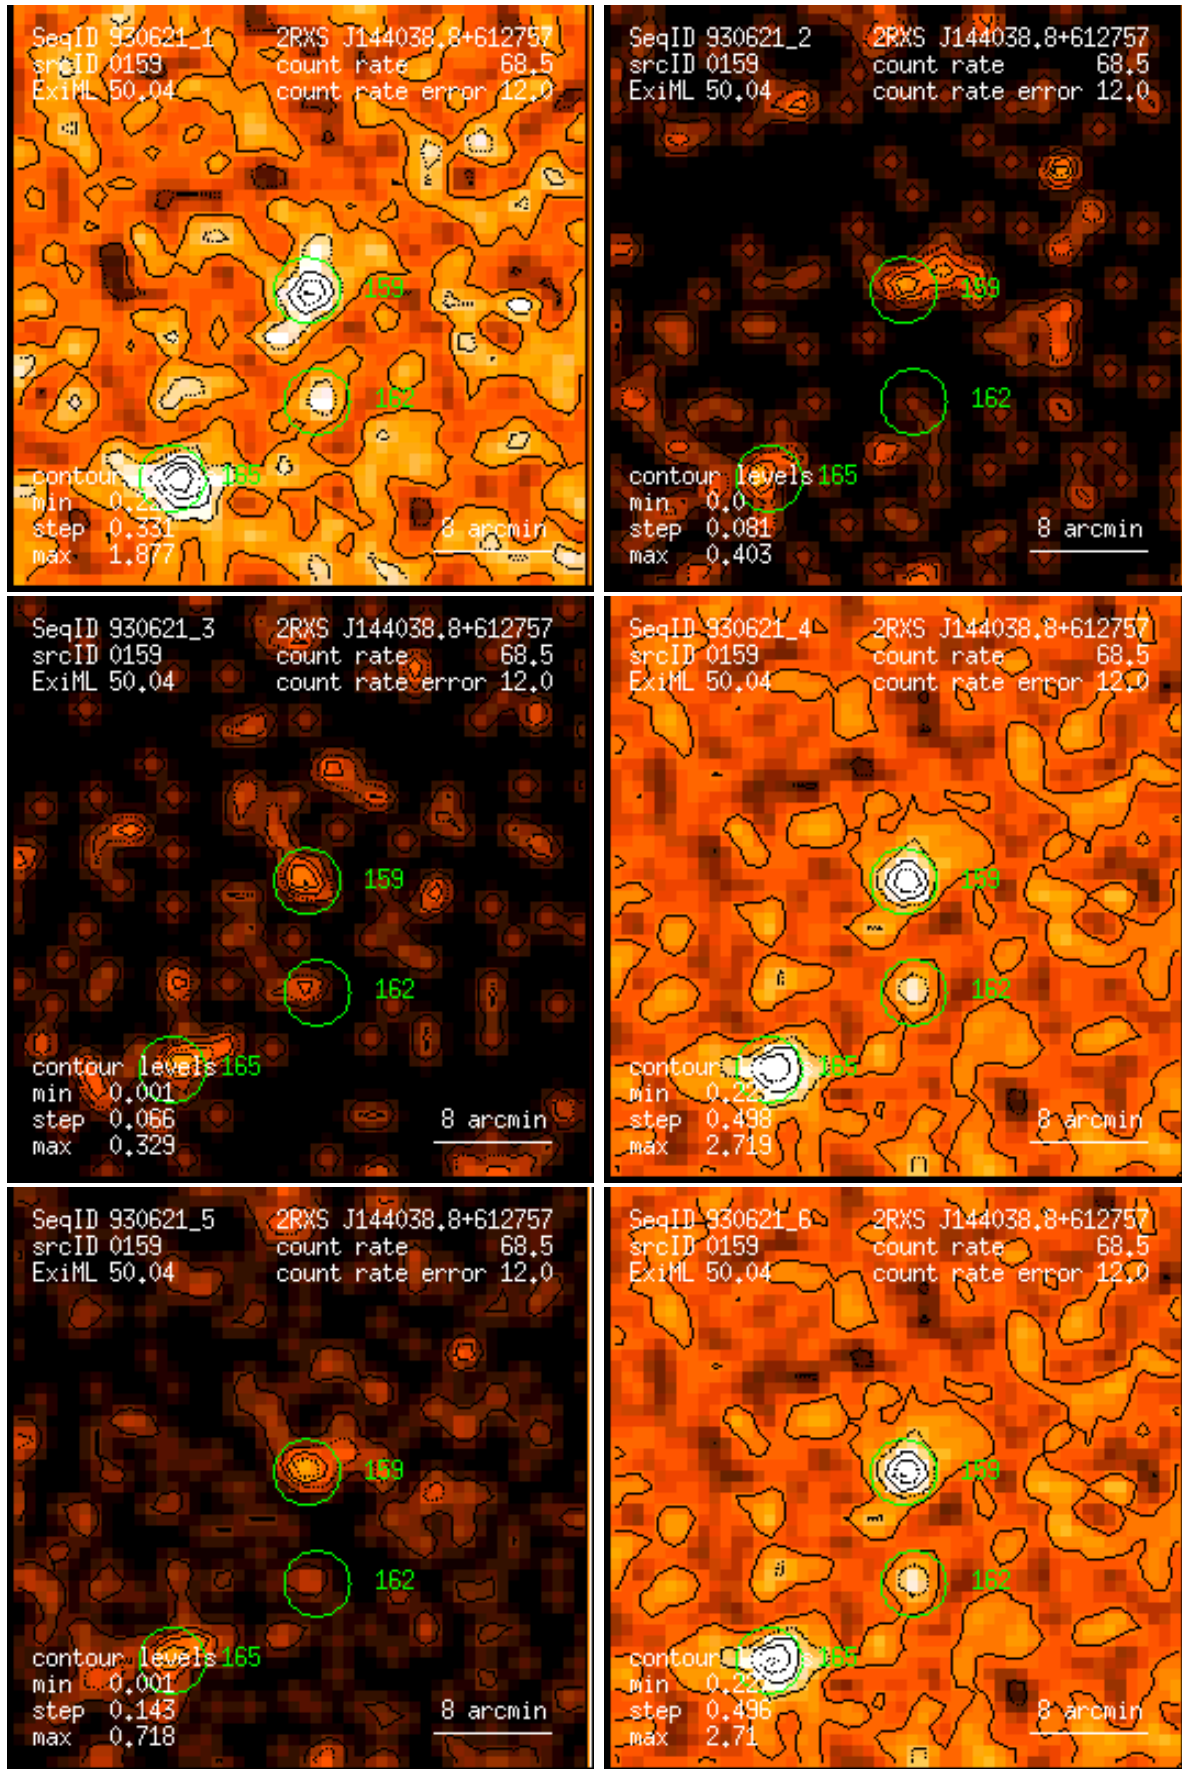 SeqID 930621_1 2RXS J144038.8+612757
srcID 0159 count rate 68.5
ExiML 50.04 count rate error 12.0
159
162
165
contour
min 0.22
step 0.331 8 arcmin
max 1.877
SeqID 930621_2 2RXS J144038.8+612757
srcID 0159 count rate 68.5
ExiML 50.04 count rate error 12.0
159
162
contour levels 165
min 0.0
step 0.081 8 arcmin
max 0.403
SeqID 930621_3 2RXS J144038.8+612757
srcID 0159 count rate 68.5
ExiML 50.04 count rate error 12.0
159
162
contour levels 165
min 0.001
step 0.066 8 arcmin
max 0.329
SeqID 930621_4 2RXS J144038.8+612757
srcID 0159 count rate 68.5
ExiML 50.04 count rate error 12.0
159
162
contour 165
min
step 0.498 8 arcmin
max 2.719
SeqID 930621_5 2RXS J144038.8+612757
srcID 0159 count rate 68.5
ExiML 50.04 count rate error 12.0
159
162
contour levels 165
min 0.001
step 0.143 8 arcmin
max 0.718
SeqID 930621_6 2RXS J144038.8+612757
srcID 0159 count rate 68.5
ExiML 50.04 count rate error 12.0
159
162
contour 165
min
step 0.496 8 arcmin
max 2.71